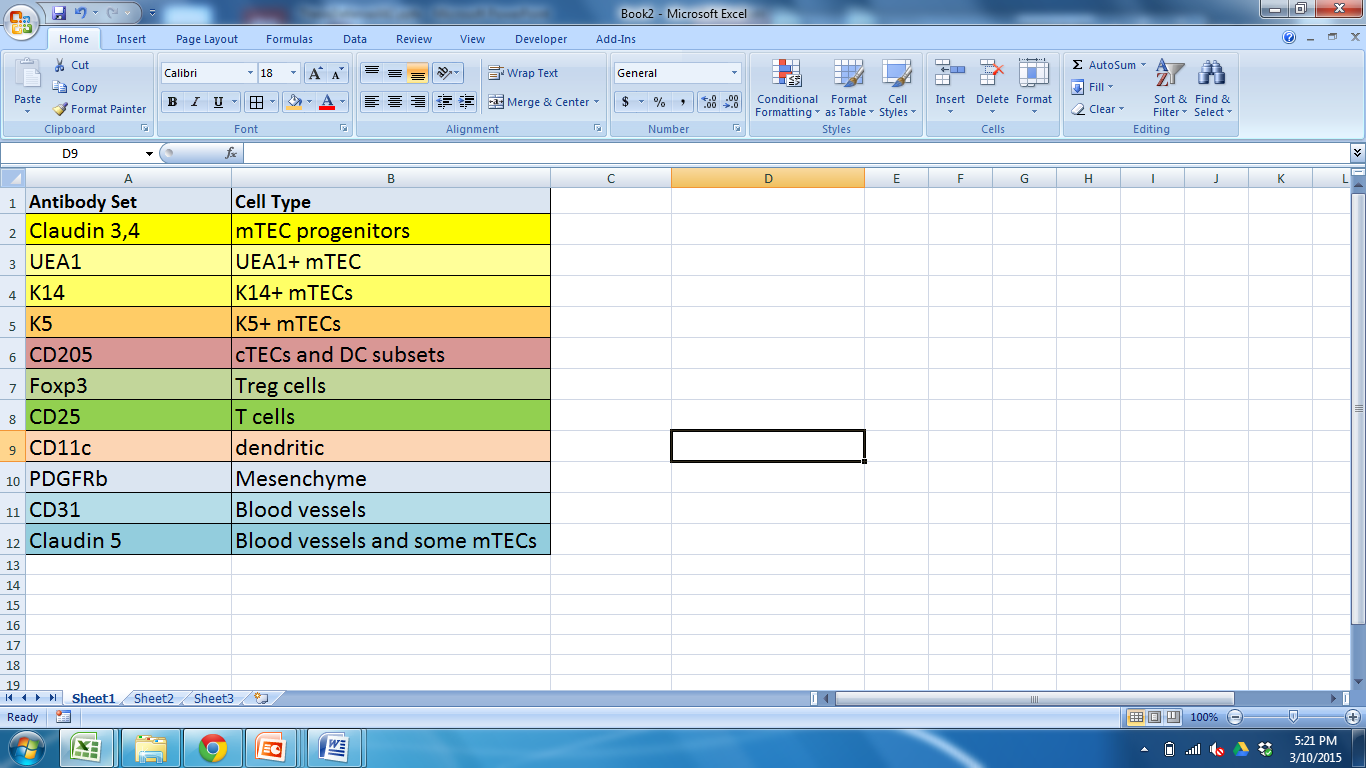 Book2 - Microsoft Excel
Home Insert Page Layout Formulas Data Review View Developer Add-Ins
Paste
Cut
Copy
Format Painter
Clipboard
Calibri 18
B I U
Font
Wrap Text
Merge & Center
Alignment
General
$ % ,
Number
Conditional Formatting
Format as Table
Cell Styles
Styles
Insert Delete Format
Cells
AutoSum
Fill
Clear
Sort & Filter
Find & Select
Editing
D9 fx
A B C D E F G H I J K L
1 Antibody Set Cell Type
2 Claudin 3,4 mTEC progenitors
3 UEA1 UEA1+ mTEC
4 K14 K14+ mTECs
5 K5 K5+ mTECs
6 CD205 cTECs and DC subsets
7 Foxp3 Treg cells
8 CD25 T cells
9 CD11c dendritic
10 PDGFRb Mesenchyme
11 CD31 Blood vessels
12 Claudin 5 Blood vessels and some mTECs
13
14
15
16
17
18
19
Sheet1 Sheet2 Sheet3
Ready 100%
5:21 PM
3/10/2015